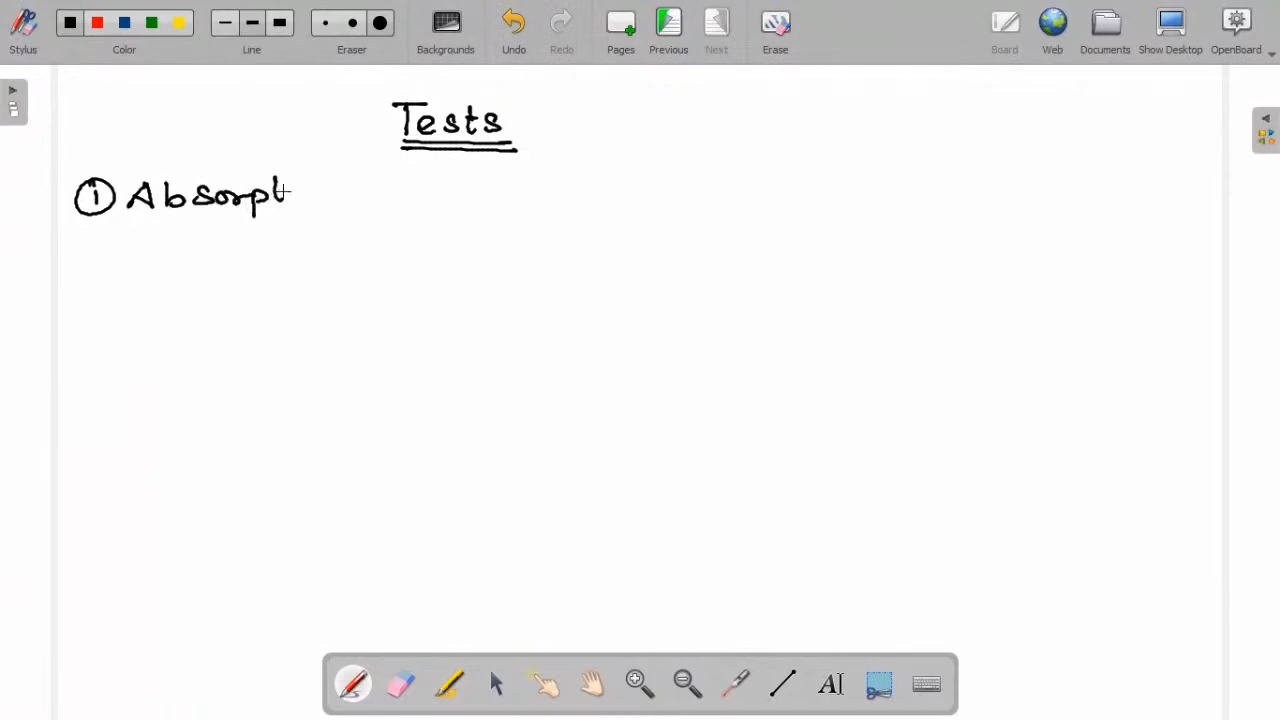 Stylus Color Line Eraser Backgrounds Undo Redo Pages Previous Next Erase Board Web Documents Show Desktop OpenBoard
Tests
① Absorpt